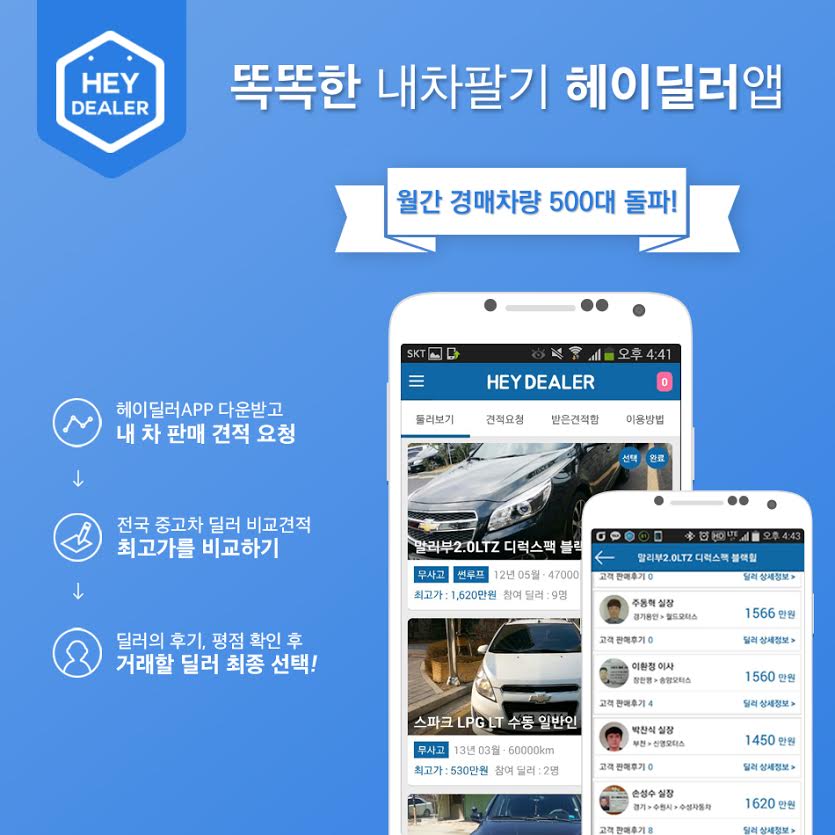 HEY
DEALER
똑똑한 내차팔기 헤이딜러앱
월간 경매차량 500대 돌파!
헤이딜러APP 다운받고
내 차 판매 견적 요청
전국 중고차 딜러 비교견적
최고가를 비교하기
딜러의 후기, 평점 확인 후
거래할 딜러 최종 선택!
SKT 오후 4:41
HEY DEALER 0
둘러보기 견적요청 받은견적함 이용방법
선택 완료
말리부2.0LTZ 디럭스팩 블랙
무사고 썬루프 12년 05월 · 47000
최고가 : 1,620만원 참여 딜러 : 9명
스파크 LPG LT 수동 일반인
무사고 13년 03월 · 60000km
최고가 : 530만원 참여 딜러 : 2명
LTE 오후 4:43
말리부2.0LTZ 디럭스팩 블랙휠
고객 판매후기 0 딜러 상세정보 >
주동혁 실장
경기용인 > 월드모터스
1566 만원
고객 판매후기 0 딜러 상세정보 >
이환정 이사
장한평 > 송암모터스
1560 만원
고객 판매후기 4 딜러 상세정보 >
박찬식 실장
부천 > 신영모터스
1450 만원
고객 판매후기 0 딜러 상세정보 >
손성수 실장
경기 > 수원시 > 수성자동차
1620 만원
고객 판매후기 8 딜러 상세정보 >